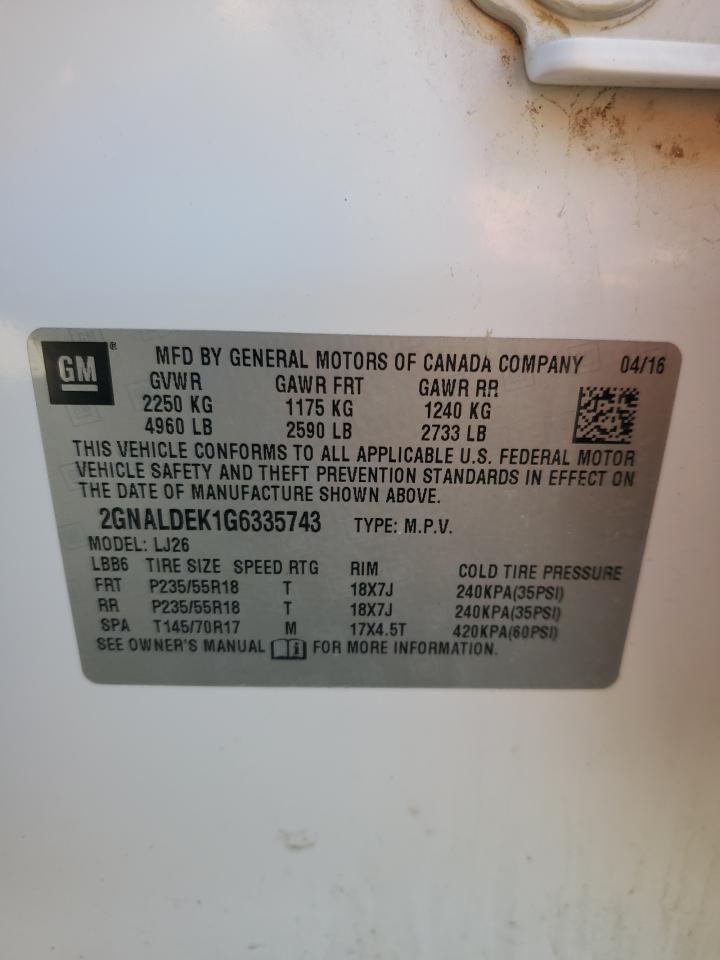 GM®
MFD BY GENERAL MOTORS OF CANADA COMPANY 04/16
GVWR GAWR FRT GAWR RR
2250 KG 1175 KG 1240 KG
4960 LB 2590 LB 2733 LB
THIS VEHICLE CONFORMS TO ALL APPLICABLE U.S. FEDERAL MOTOR
VEHICLE SAFETY AND THEFT PREVENTION STANDARDS IN EFFECT ON
THE DATE OF MANUFACTURE SHOWN ABOVE.
2GNALDEK1G6335743 TYPE: M.P.V.
MODEL: LJ26
LBB6 TIRE SIZE SPEED RTG RIM COLD TIRE PRESSURE
FRT P235/55R18 T 18X7J 240KPA(35PSI)
RR P235/55R18 T 18X7J 240KPA(35PSI)
SPA T145/70R17 M 17X4.5T 420KPA(60PSI)
SEE OWNER'S MANUAL FOR MORE INFORMATION.